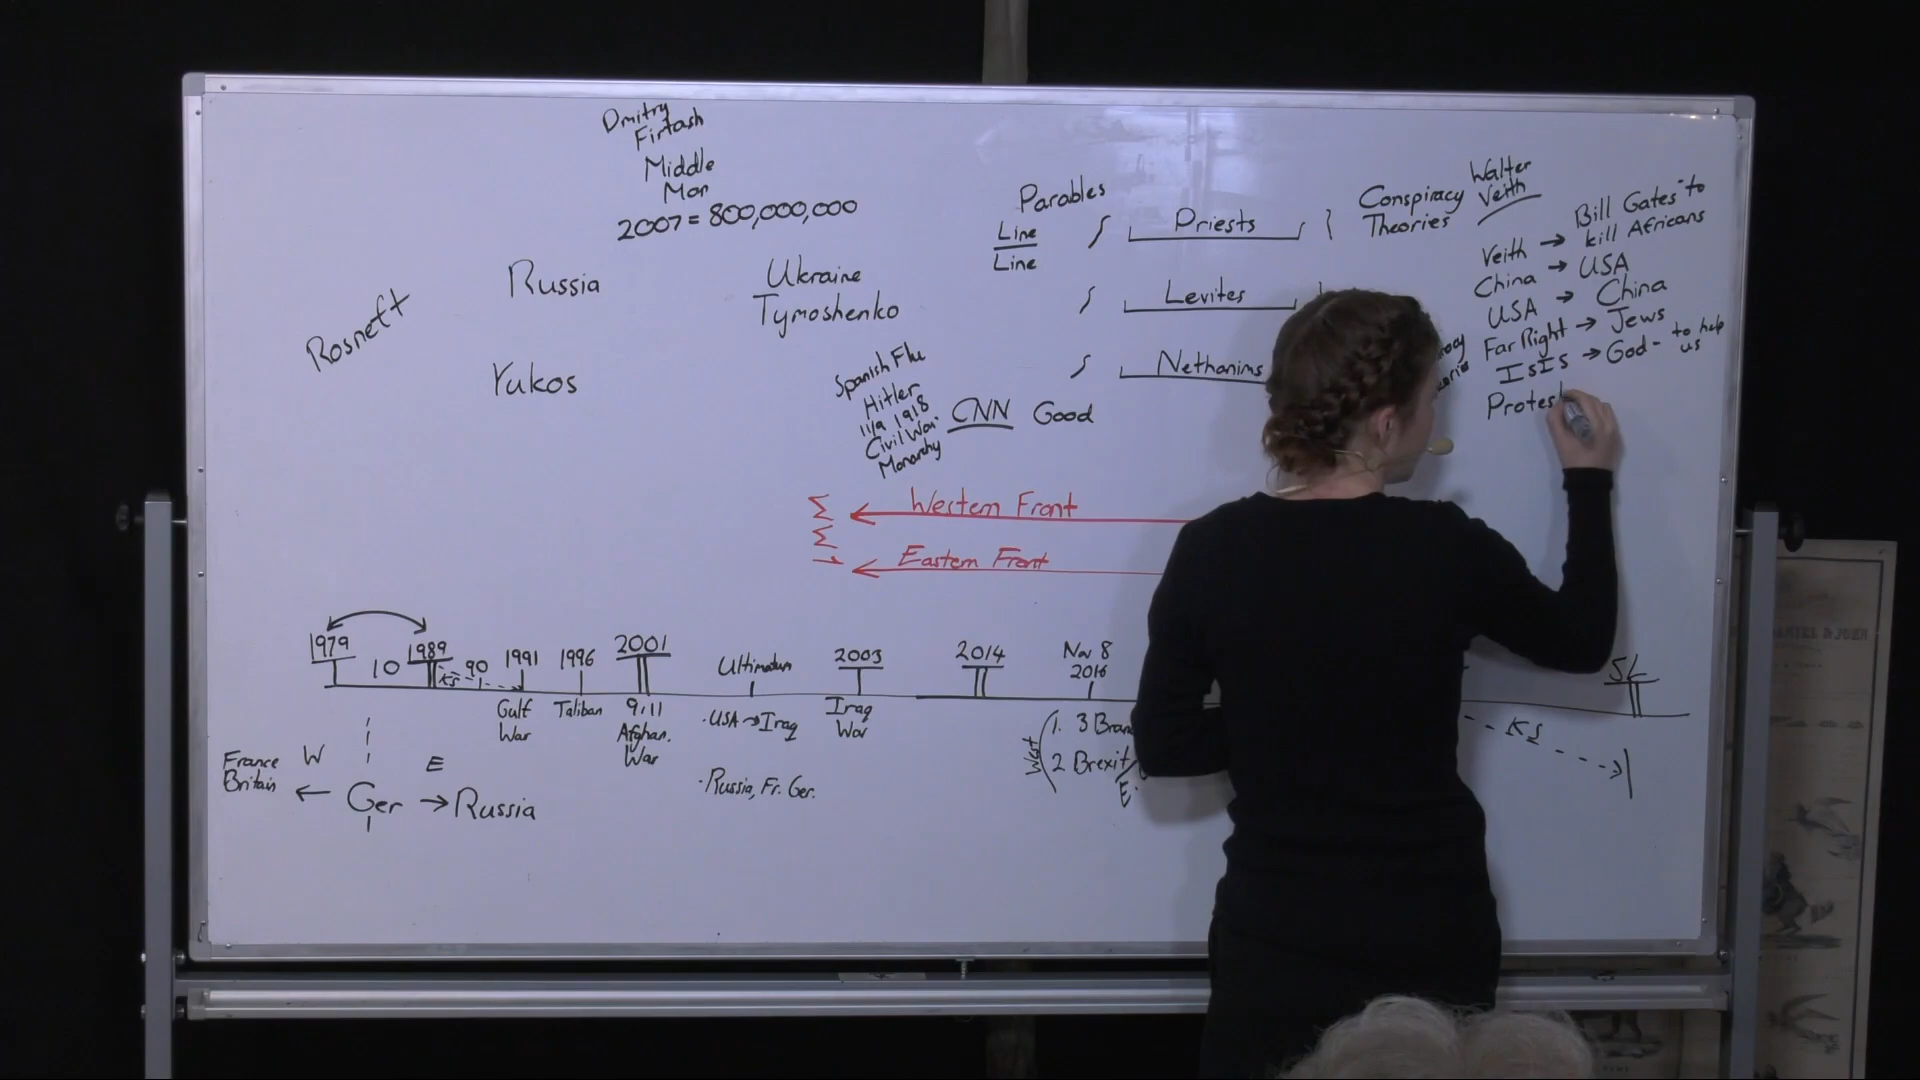 Dmitry
Firtash
Middle
Man
2007 = 800,000,000
Russia
Ukraine
Tymoshenko
Rosneft
Yukos
Parables
Line
Line
Priests
Levites
Nethanims
Conspiracy
Theories
Walter
Veith
Veith → Bill Gates - to
kill Africans
China → USA
USA → China
Far Right → Jews
ISIS → God - to help
us
Protest
Spanish Flu
Hitler
11/9 1918
Civil War
Monarchy
CNN Good
Western Front
Eastern Front
1979
10
1989
KS
90
1991
Gulf
War
1996
Taliban
2001
9,11
Afghan.
War
Ultimatum
· USA → Iraq
· Russia, Fr. Ger.
2003
Iraq
War
2014
Nov 8
2016
West
1. 3 Bran
2 Brexit
E.
SL
KS
France
Britain
W
E
← Ger → Russia